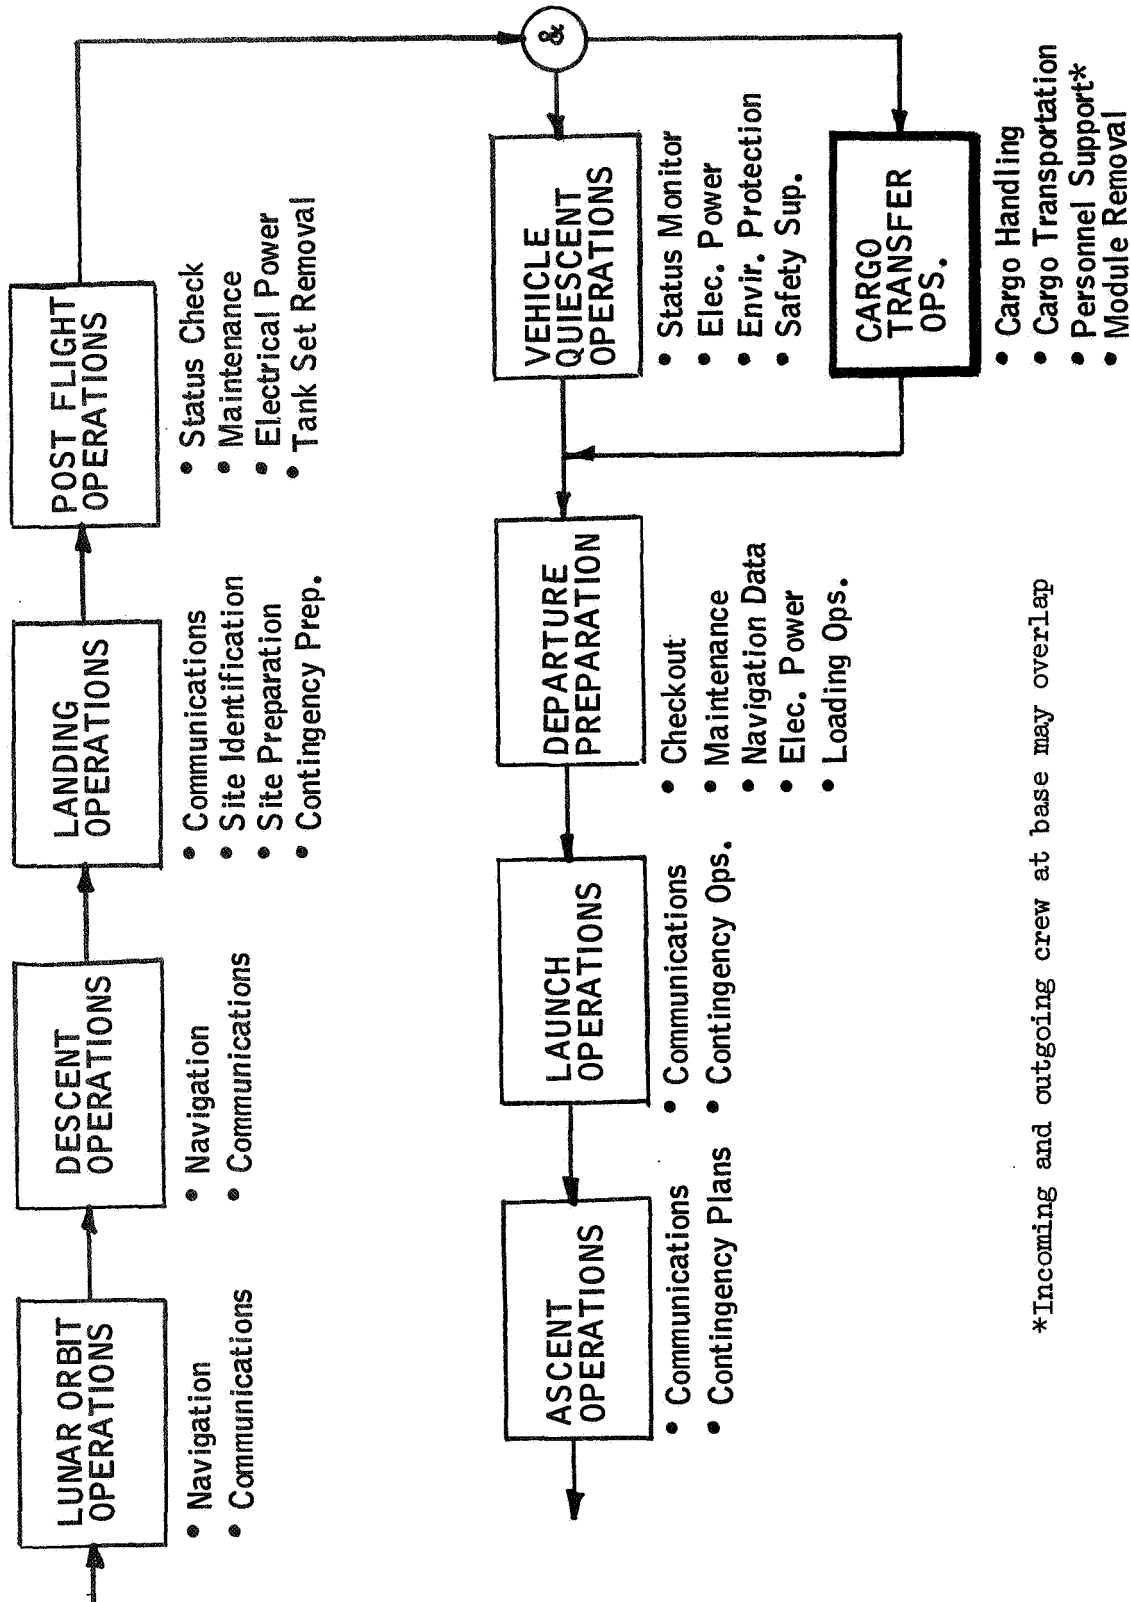 LUNAR ORBIT
OPERATIONS
• Navigation
• Communications
DESCENT
OPERATIONS
• Navigation
• Communications
LANDING
OPERATIONS
• Communications
• Site Identification
• Site Preparation
• Contingency Prep.
POST FLIGHT
OPERATIONS
• Status Check
• Maintenance
• Electrical Power
• Tank Set Removal
&
VEHICLE
QUIESCENT
OPERATIONS
• Status Monitor
• Elec. Power
• Envir. Protection
• Safety Sup.
CARGO
TRANSFER
OPS.
• Cargo Handling
• Cargo Transportation
• Personnel Support*
• Module Removal
DEPARTURE
PREPARATION
• Checkout
• Maintenance
• Navigation Data
• Elec. Power
• Loading Ops.
LAUNCH
OPERATIONS
• Communications
• Contingency Ops.
ASCENT
OPERATIONS
• Communications
• Contingency Plans
*Incoming and outgoing crew at base may overlap